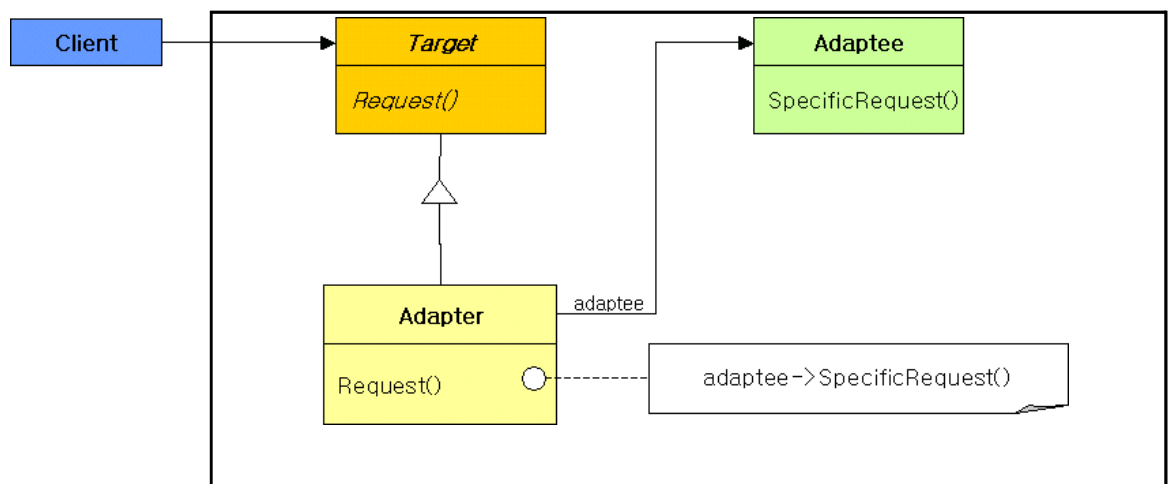 Client
Target
Adaptee
Request()
SpecificRequest()
adaptee
Adapter
Request()
adaptee->SpecificRequest()